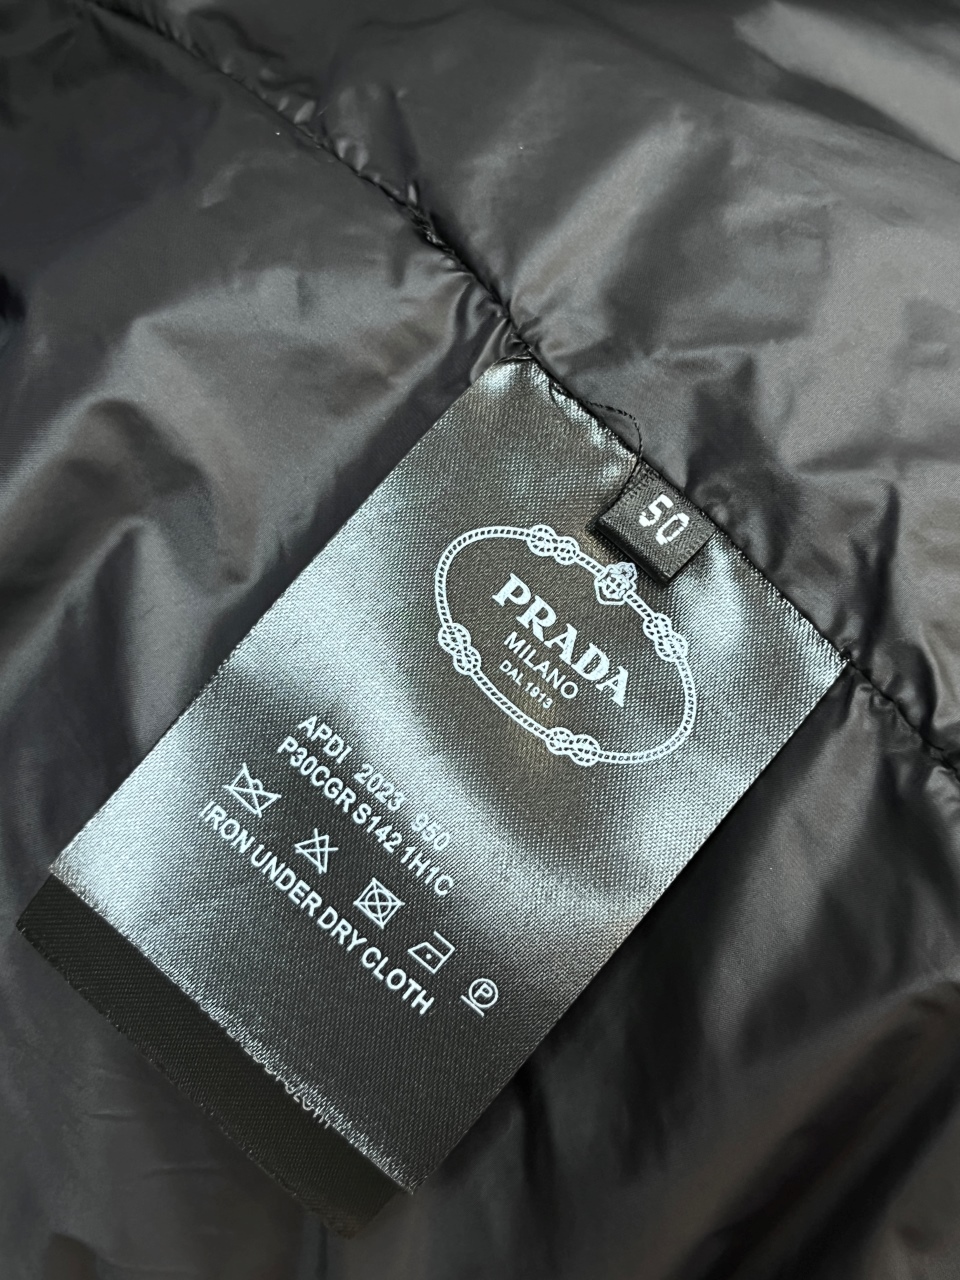 50
PRADA
MILANO
DAL 1913
APDİ 2023 950
P30CGR S142 1H1C
P
IRON UNDER DRY CLOTH